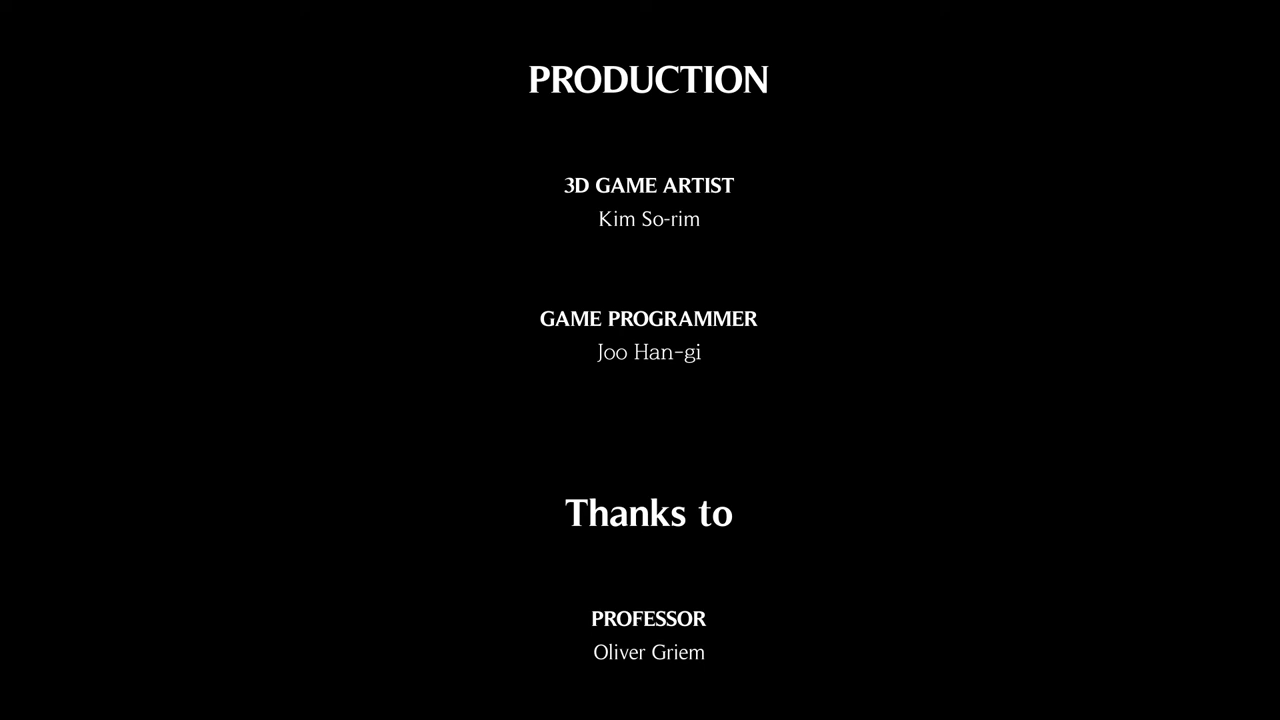 PRODUCTION
3D GAME ARTIST
Kim So-rim
GAME PROGRAMMER
Joo Han-gi
Thanks to
PROFESSOR
Oliver Griem